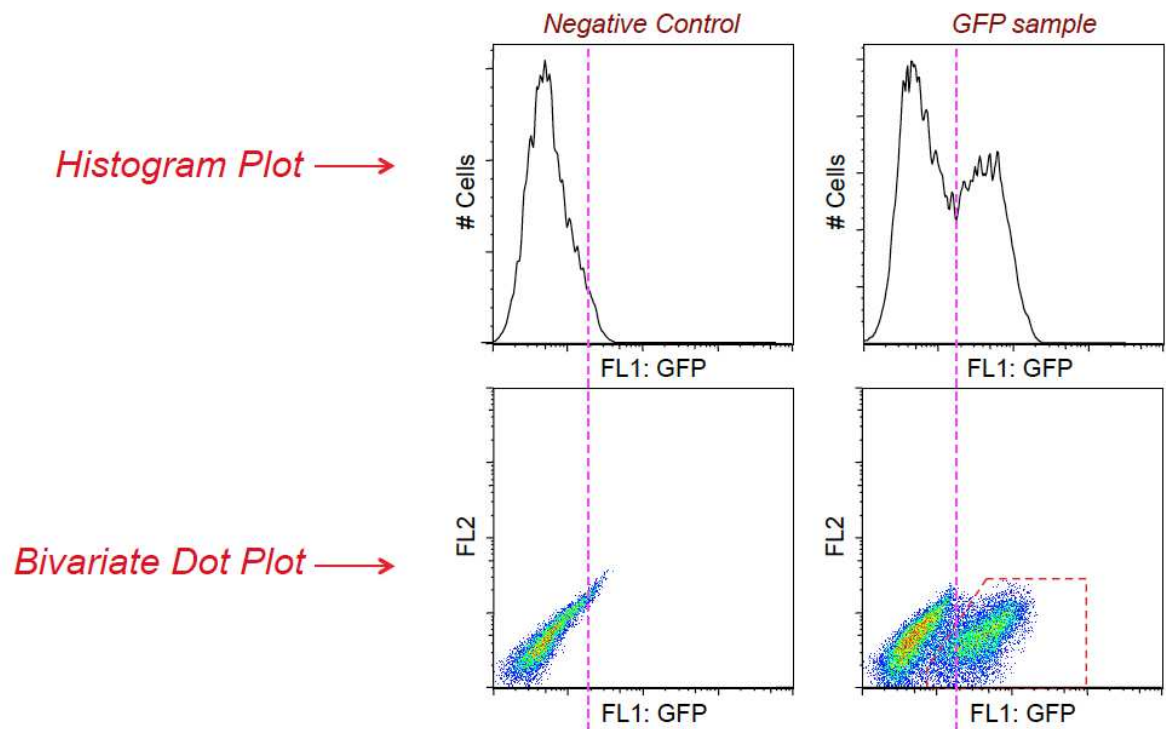 Negative Control
GFP sample
Histogram Plot
# Cells
# Cells
FL1: GFP
FL1: GFP
Bivariate Dot Plot
FL2
FL2
FL1: GFP
FL1: GFP